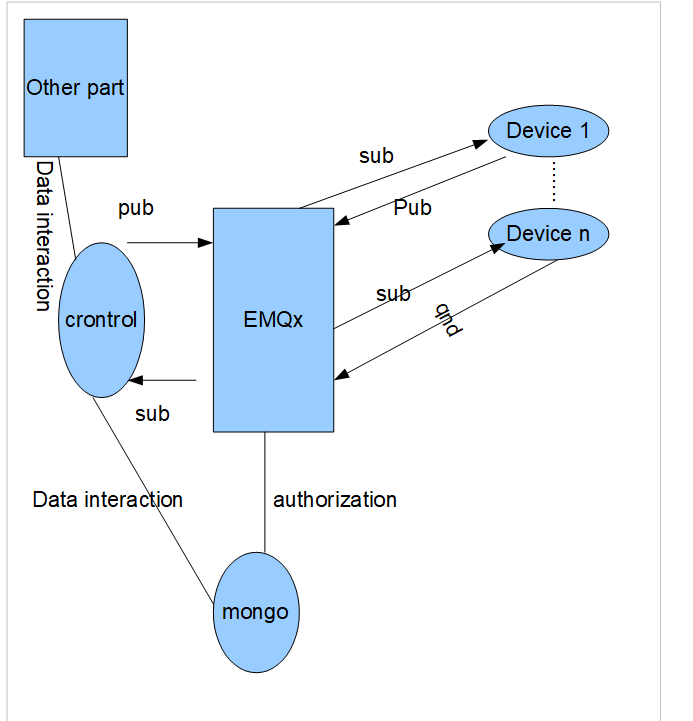 Other part
Data interaction
pub
crontrol
sub
EMQx
sub
Pub
Device 1
Device n
sub
pub
Data interaction
authorization
mongo